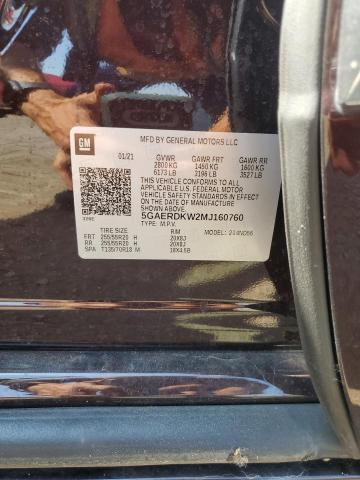 GM
MFD BY GENERAL MOTORS LLC
01/21 GVWR GAWR FRT GAWR RR
2800 KG 1450 KG 1600 KG
6173 LB 3196 LB 3527 LB
THIS VEHICLE CONFORMS TO ALL
APPLICABLE U.S. FEDERAL MOTOR
VEHICLE SAFETY STANDARDS IN EFFECT
ON THE DATE OF MANUFACTURE
SHOWN ABOVE.
5GAERDKW2MJ160760
TYPE: M.P.V. MODEL:
TIRE SIZE RIM
FRT 255/55R20 H 20X8J
RR 255/55R20 H 20X8J
SPA T135/70R18 M 18X4.5B